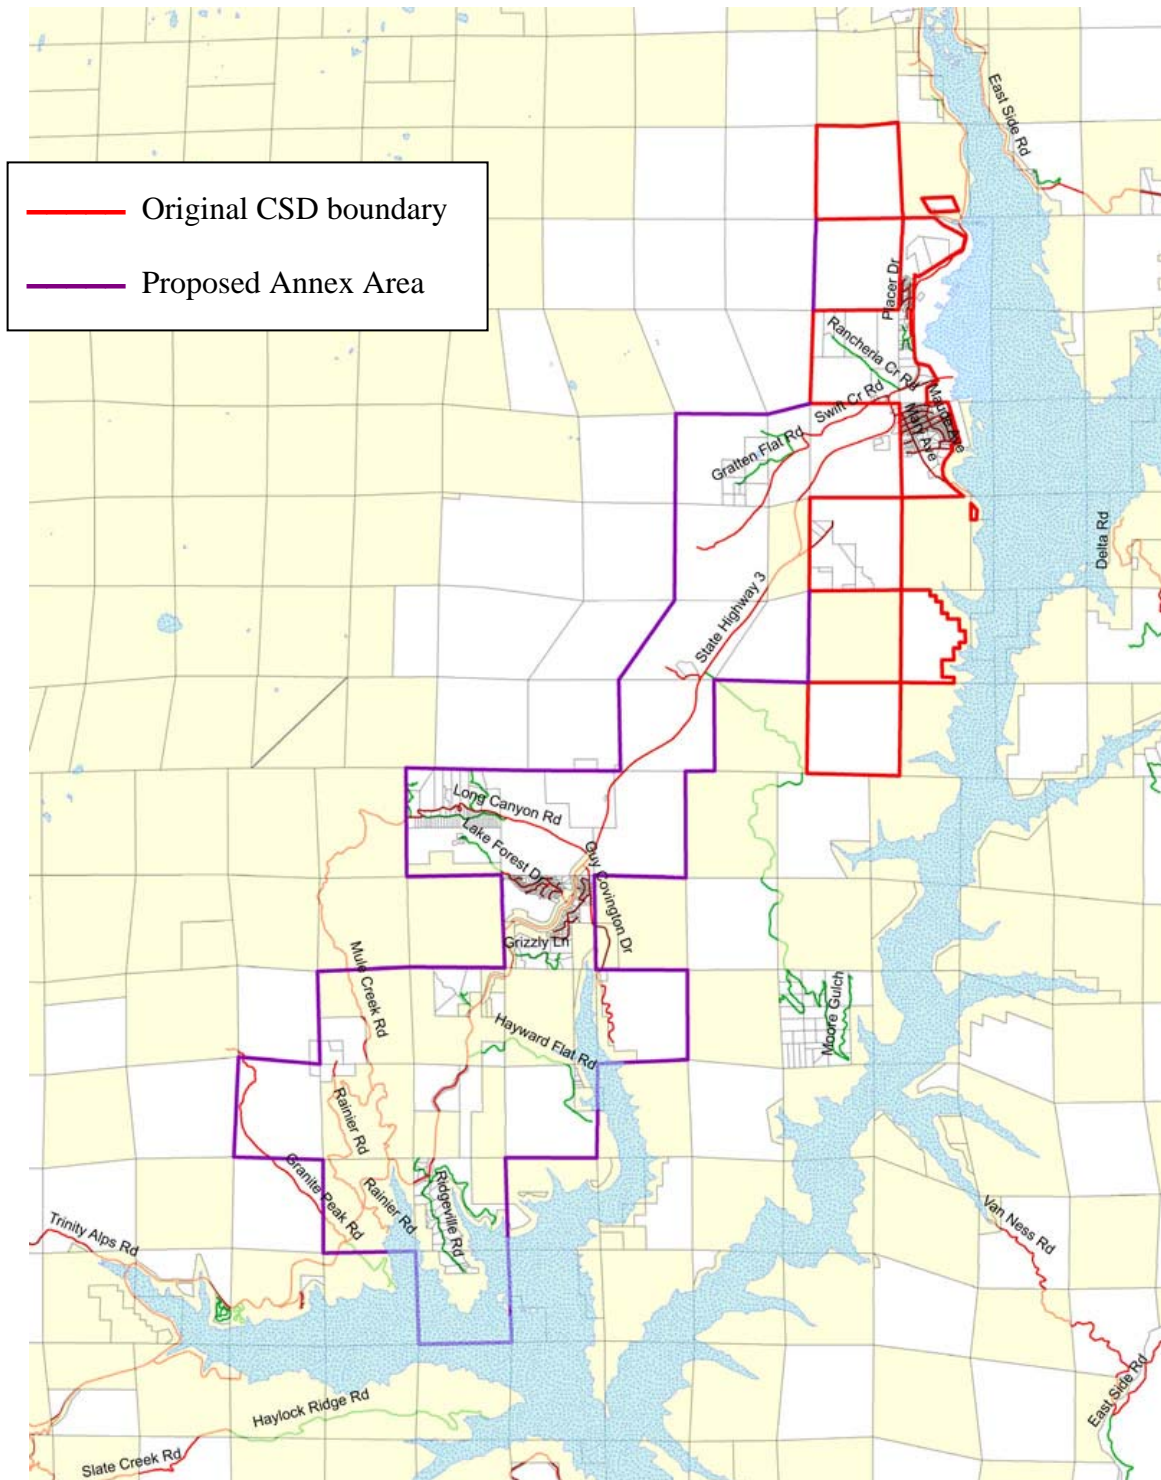 East Side Rd
Original CSD boundary
Proposed Annex Area
Placer Dr
Rancheria Cr Rd
Swift Cr Rd
Maude Ave
Mary Ave
Gratten Flat Rd
Delta Rd
State Highway 3
Long Canyon Rd
Lake Forest Dr
Guy Covington Dr
Grizzly Ln
Mule Creek Rd
Moore Gulch
Hayward Flat Rd
Rainier Rd
Granite Peak Rd
Rainier Rd
Ridgeville Rd
Trinity Alps Rd
Van Ness Rd
East Side Rd
Haylock Ridge Rd
Slate Creek Rd